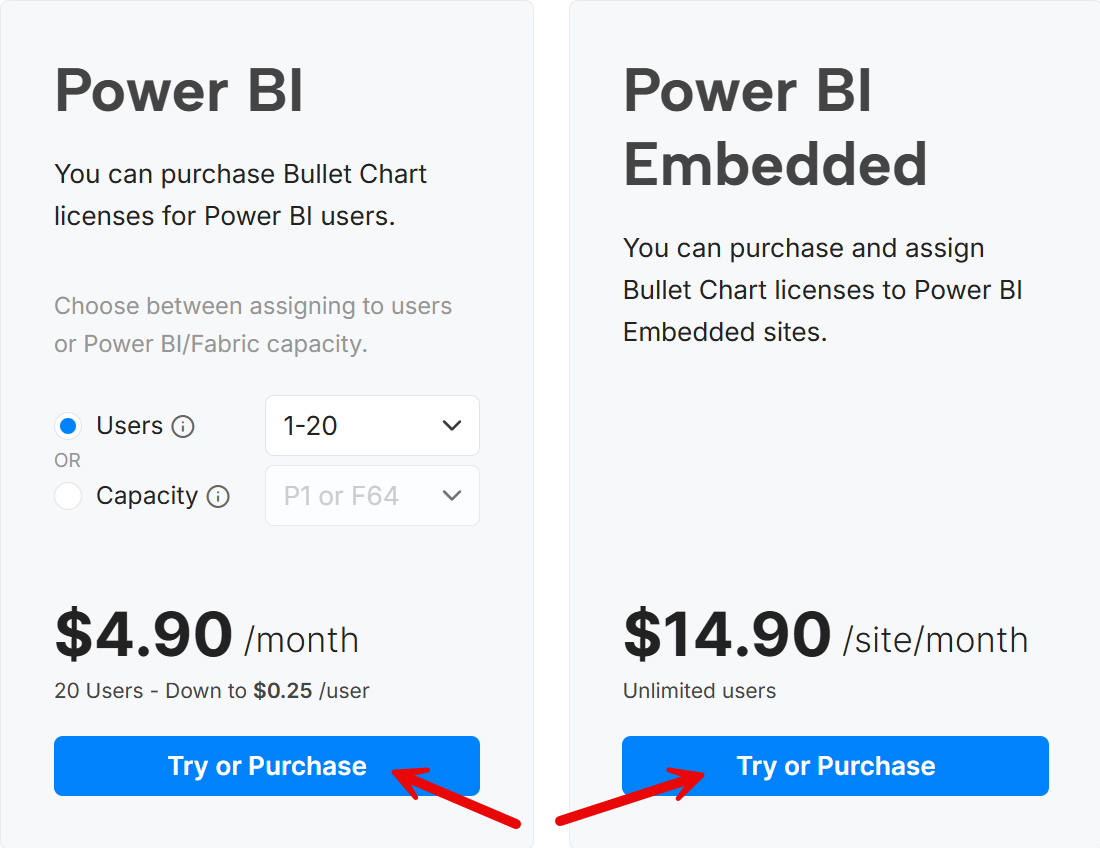 Power BI
You can purchase Bullet Chart
licenses for Power BI users.
Choose between assigning to users
or Power BI/Fabric capacity.
Users
1-20
OR
Capacity
P1 or F64
$4.90 /month
20 Users - Down to $0.25 /user
Try or Purchase
Power BI
Embedded
You can purchase and assign
Bullet Chart licenses to Power BI
Embedded sites.
$14.90 /site/month
Unlimited users
Try or Purchase